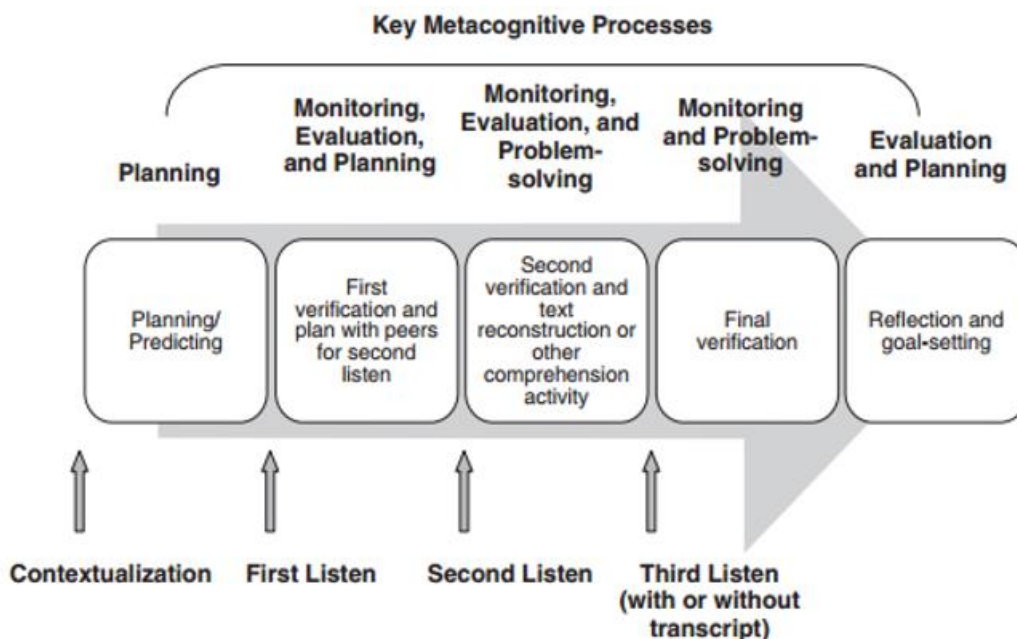 Key Metacognitive Processes
Planning
Monitoring,
Evaluation,
and Planning
Monitoring,
Evaluation, and
Problem-
solving
Monitoring
and Problem-
solving
Evaluation
and Planning
Planning/
Predicting
First
verification and
plan with peers
for second
listen
Second
verification and
text
reconstruction or
other
comprehension
activity
Final
verification
Reflection and
goal-setting
Contextualization
First Listen
Second Listen
Third Listen
(with or without
transcript)